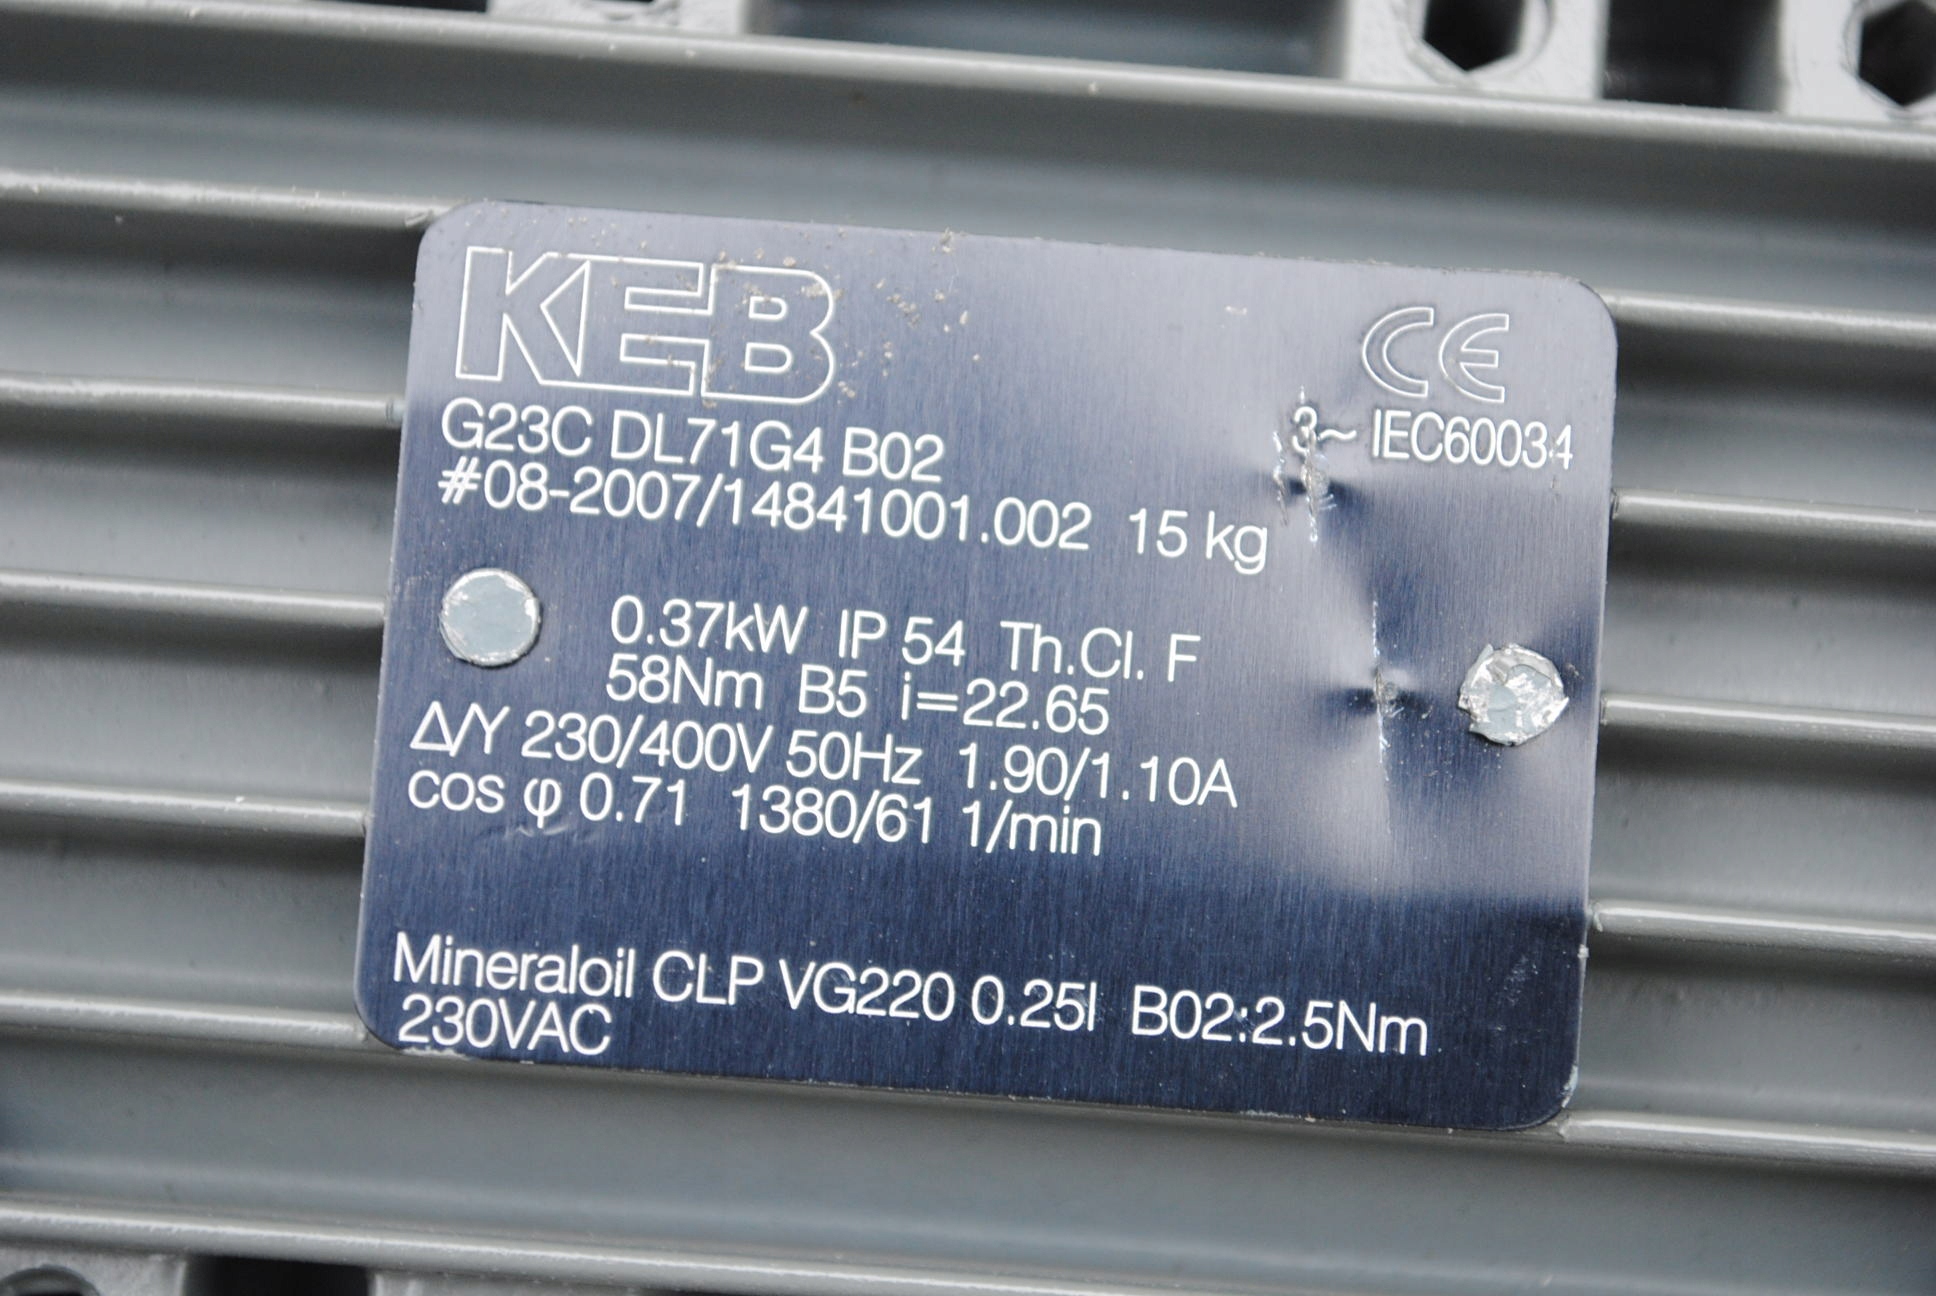 KEB CE
G23C DL71G4 B02 3~ IEC60034
#08-2007/14841001.002 15 kg
0.37kW IP 54 Th.Cl. F
58Nm B5 i=22.65
Δ/Y 230/400V 50Hz 1.90/1.10A
cos φ 0.71 1380/61 1/min
Mineraloil CLP VG220 0.25l B02:2.5Nm
230VAC